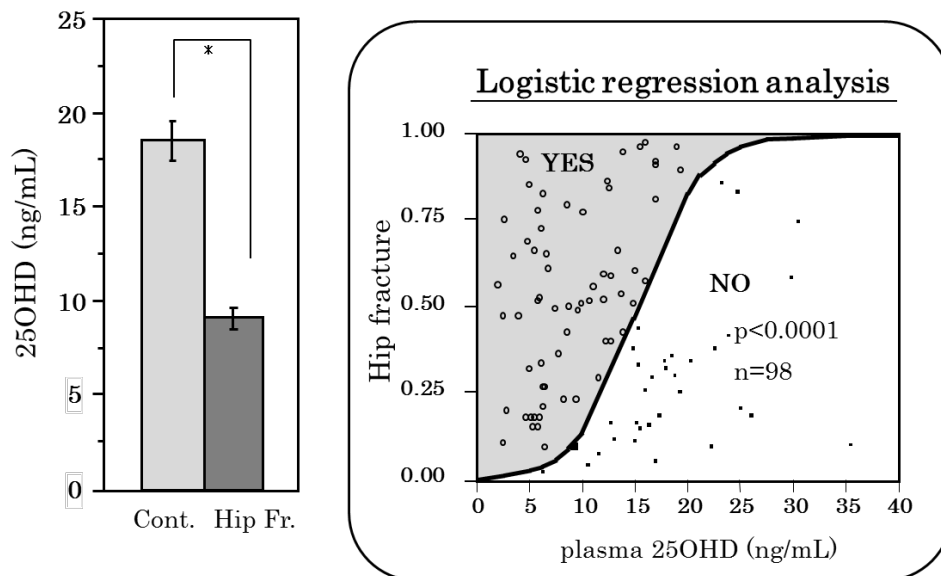 25
20
15
10
5
0
25OHD (ng/mL)
*
Cont. Hip Fr.
Logistic regression analysis
1.00
0.75
0.50
0.25
0.00
Hip fracture
YES
NO
p<0.0001
n=98
0 5 10 15 20 25 30 35 40
plasma 25OHD (ng/mL)